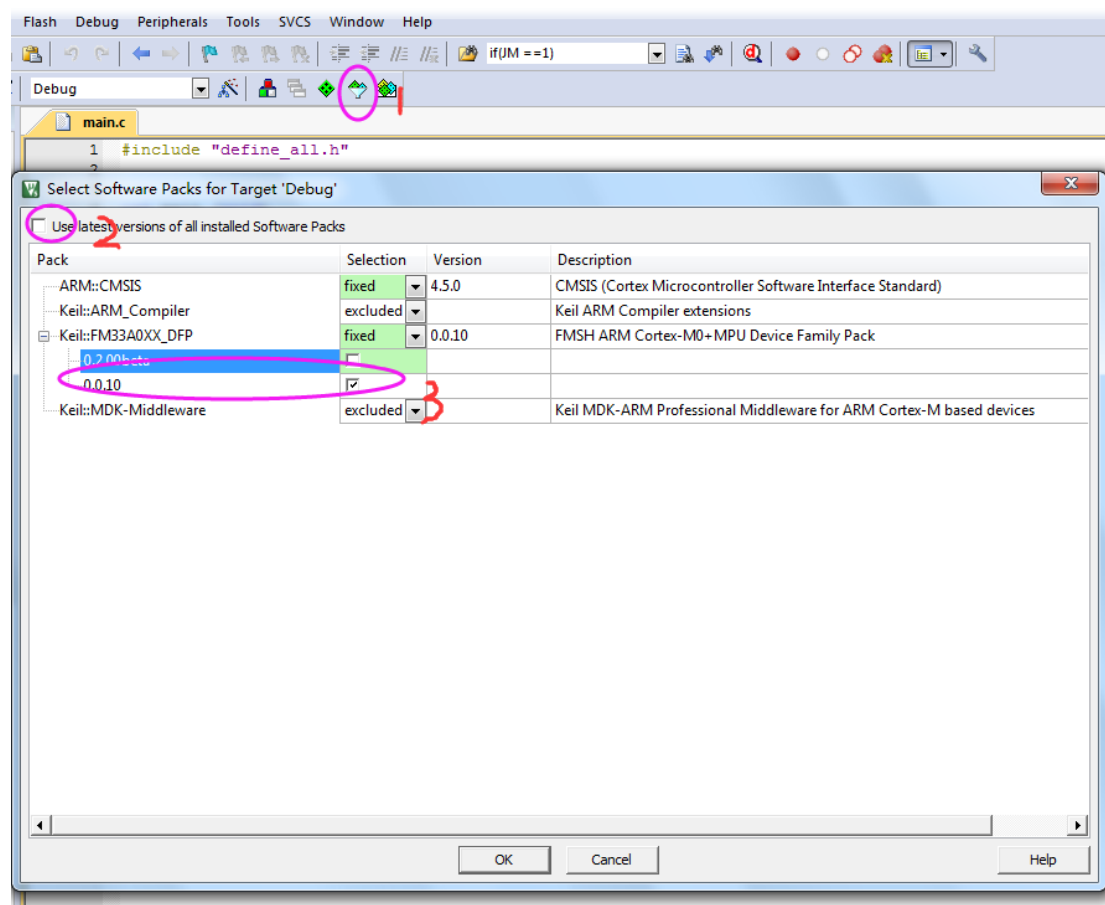 Flash Debug Peripherals Tools SVCS Window Help
if(JM ==1)
Debug
1
main.c
1 #include "define_all.h"
2
Select Software Packs for Target 'Debug'
Use latest versions of all installed Software Packs
2
Pack Selection Version Description
ARM::CMSIS fixed 4.5.0 CMSIS (Cortex Microcontroller Software Interface Standard)
Keil::ARM_Compiler excluded Keil ARM Compiler extensions
Keil::FM33A0XX_DFP fixed 0.0.10 FMSH ARM Cortex-M0+MPU Device Family Pack
0.2.00beta
0.0.10
3
Keil::MDK-Middleware excluded Keil MDK-ARM Professional Middleware for ARM Cortex-M based devices
OK Cancel Help